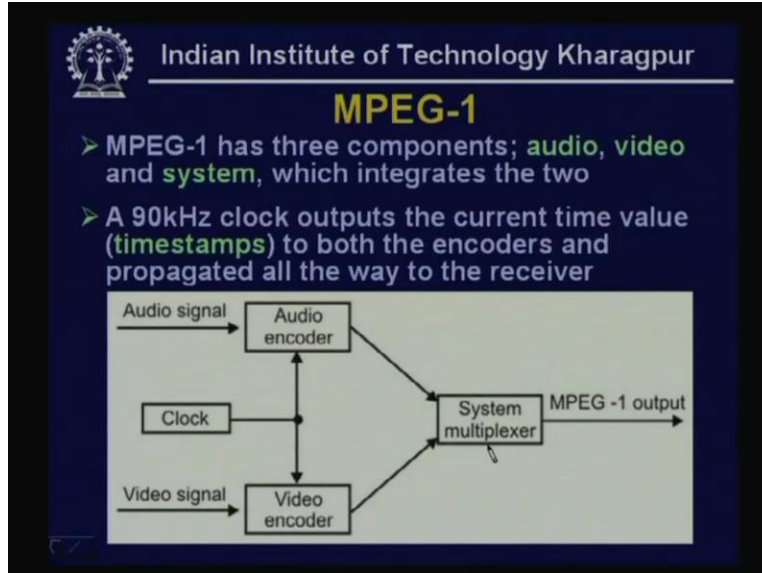 Indian Institute of Technology Kharagpur
MPEG-1
MPEG-1 has three components; audio, video
and system, which integrates the two
A 90kHz clock outputs the current time value
(timestamps) to both the encoders and
propagated all the way to the receiver
Audio signal
Audio
encoder
Clock
System
multiplexer
MPEG -1 output
Video signal
Video
encoder